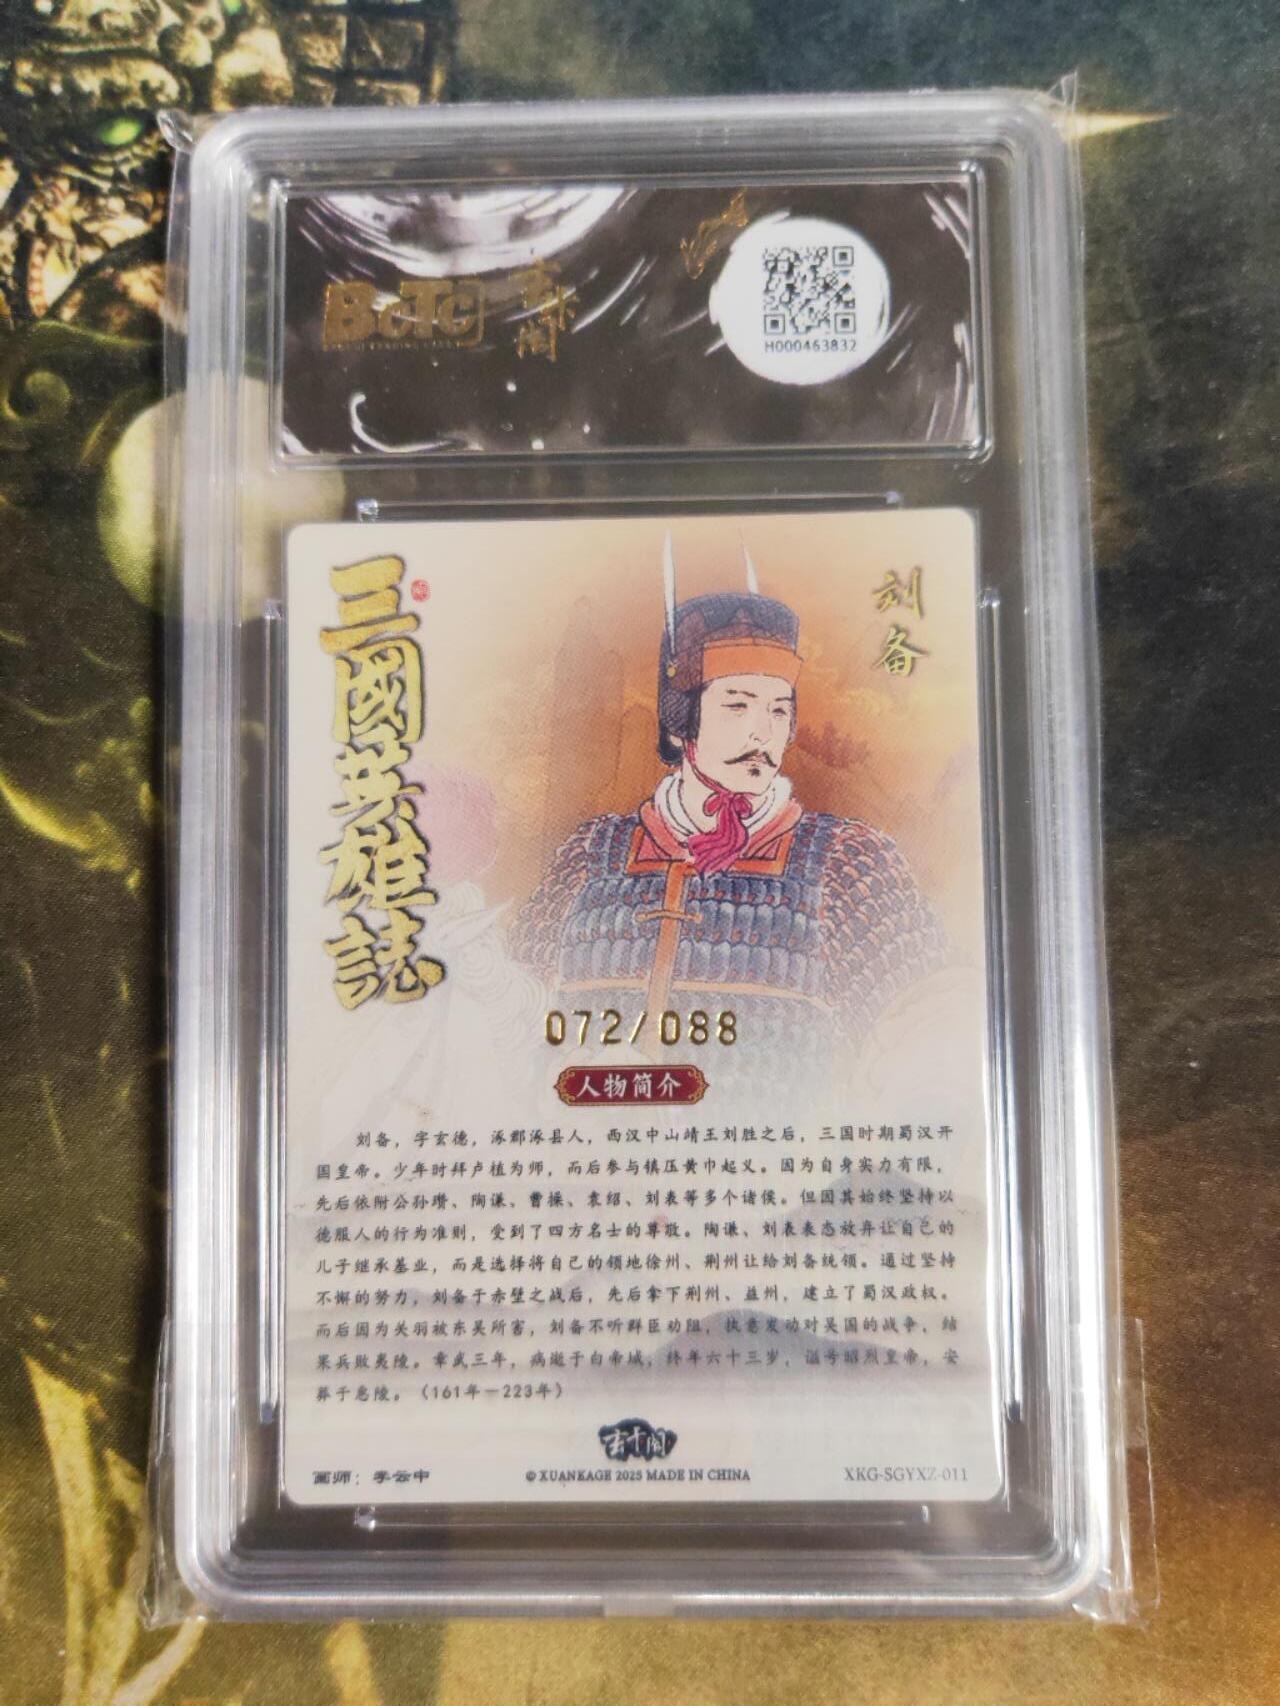 BCTC
玄卡阁
H000463832
三國英雄誌
刘备
072/088
人物简介
刘备，字玄德，涿郡涿县人，西汉中山靖王刘胜之后，三国时期蜀汉开
国皇帝。少年时拜卢植为师，而后参与镇压黄巾起义。因为自身实力有限，
先后依附公孙瓒、陶谦、曹操、袁绍、刘表等多个诸侯。但因其始终坚持以
德服人的行为准则，受到了四方名士的尊敬。陶谦、刘表表态放弃让自己的
儿子继承基业，而是选择将自己的领地徐州、荆州让给刘备统领。通过坚持
不懈的努力，刘备于赤壁之战后，先后拿下荆州、益州，建立了蜀汉政权。
而后因为关羽被东吴所害，刘备不听群臣劝阻，执意发动对吴国的战争，结
果兵败夷陵。章武三年，病逝于白帝城，终年六十三岁，谥号昭烈皇帝，安
葬于惠陵。（161年－223年）
玄卡阁
画师：李云中
© XUANKAGE 2025 MADE IN CHINA
XKG-SGYXZ-011